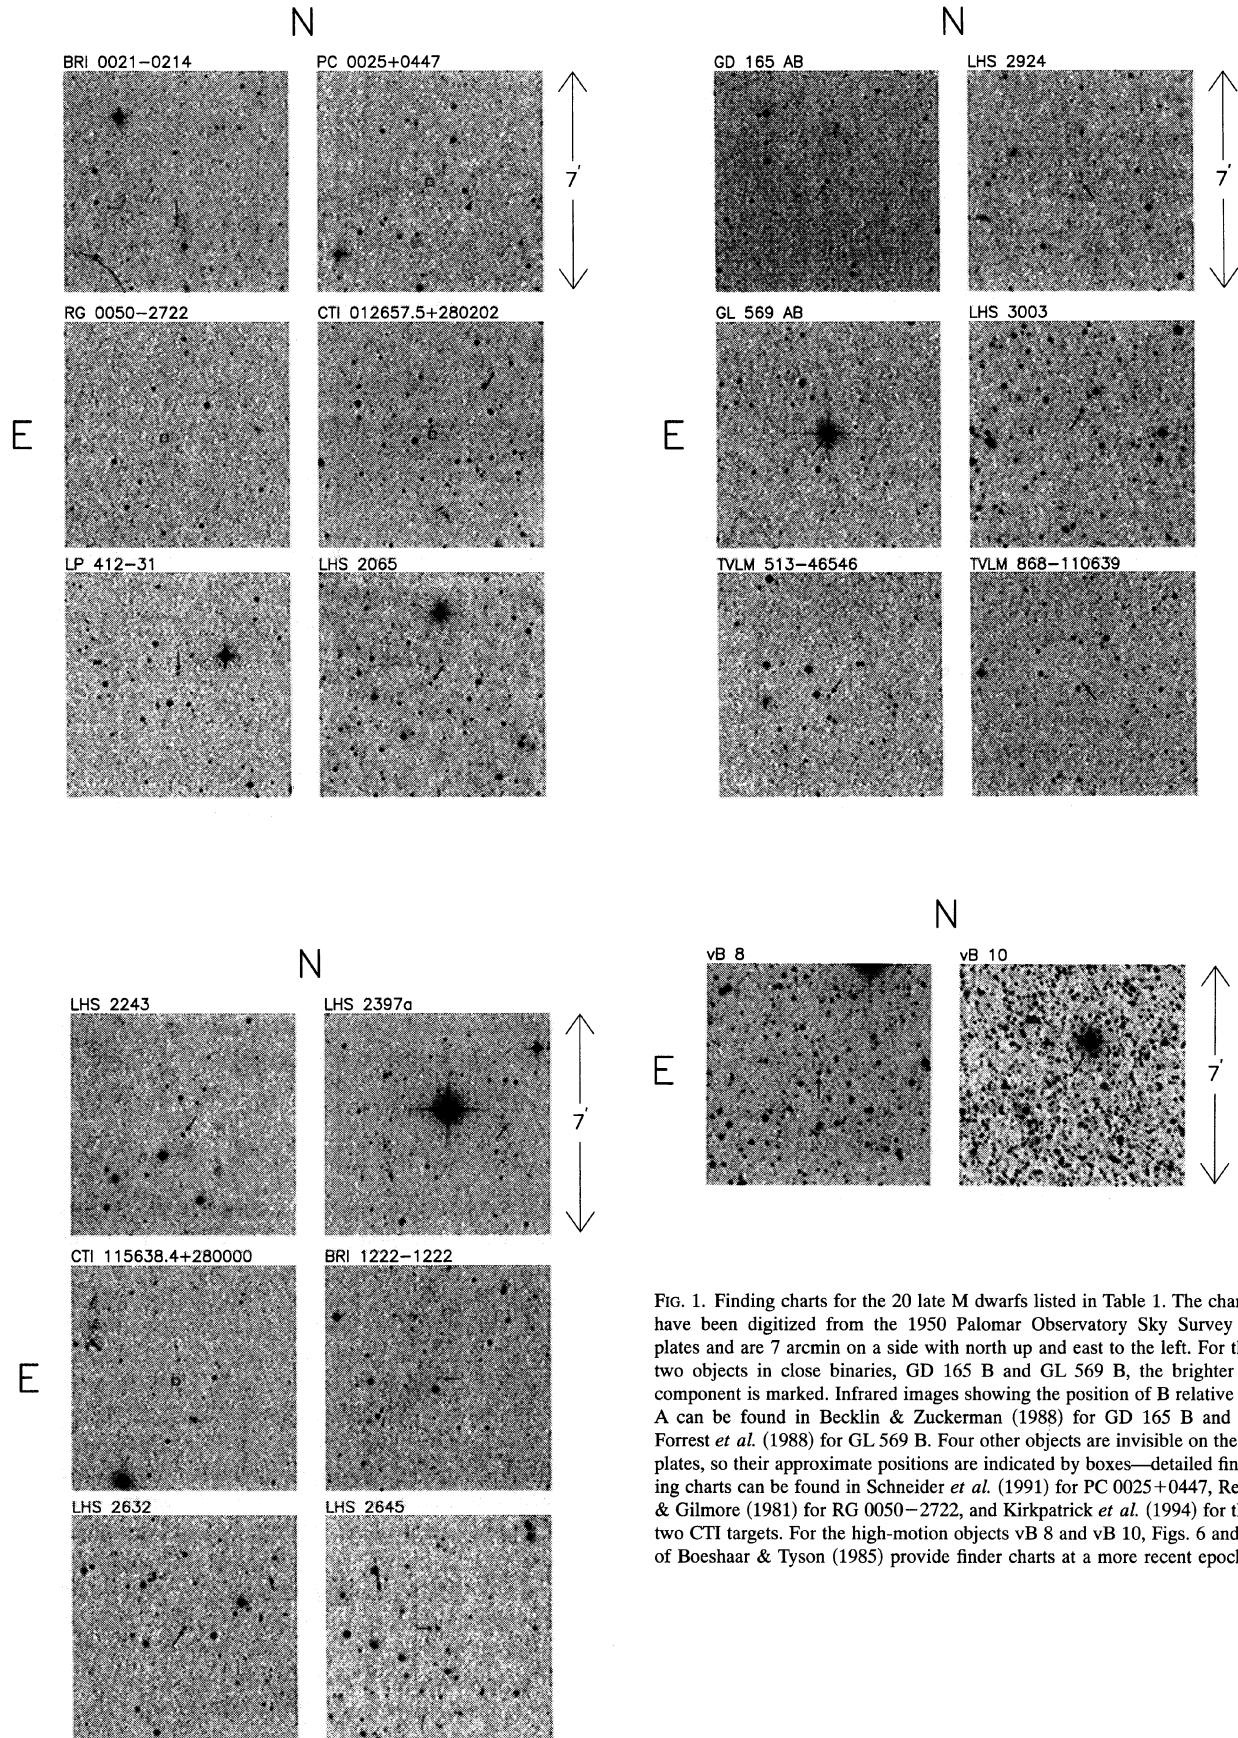 N
BRI 0021−0214 PC 0025+0447
7'
RG 0050−2722 CTI 012657.5+280202
E
LP 412−31 LHS 2065
N
GD 165 AB LHS 2924
7'
GL 569 AB LHS 3003
E
TVLM 513−46546 TVLM 868−110639
N
LHS 2243 LHS 2397a
7'
CTI 115638.4+280000 BRI 1222−1222
E
LHS 2632 LHS 2645
N
vB 8 vB 10
E
7'
FIG. 1. Finding charts for the 20 late M dwarfs listed in Table 1. The
have been digitized from the 1950 Palomar Observatory Sky Survey
plates and are 7 arcmin on a side with north up and east to the left. For
two objects in close binaries, GD 165 B and GL 569 B, the brighter
component is marked. Infrared images showing the position of B relative
A can be found in Becklin & Zuckerman (1988) for GD 165 B and
Forrest et al. (1988) for GL 569 B. Four other objects are invisible on the
plates, so their approximate positions are indicated by boxes—detailed fin
ing charts can be found in Schneider et al. (1991) for PC 0025+0447, Re
& Gilmore (1981) for RG 0050−2722, and Kirkpatrick et al. (1994) for
two CTI targets. For the high-motion objects vB 8 and vB 10, Figs. 6 and
of Boeshaar & Tyson (1985) provide finder charts at a more recent epoch